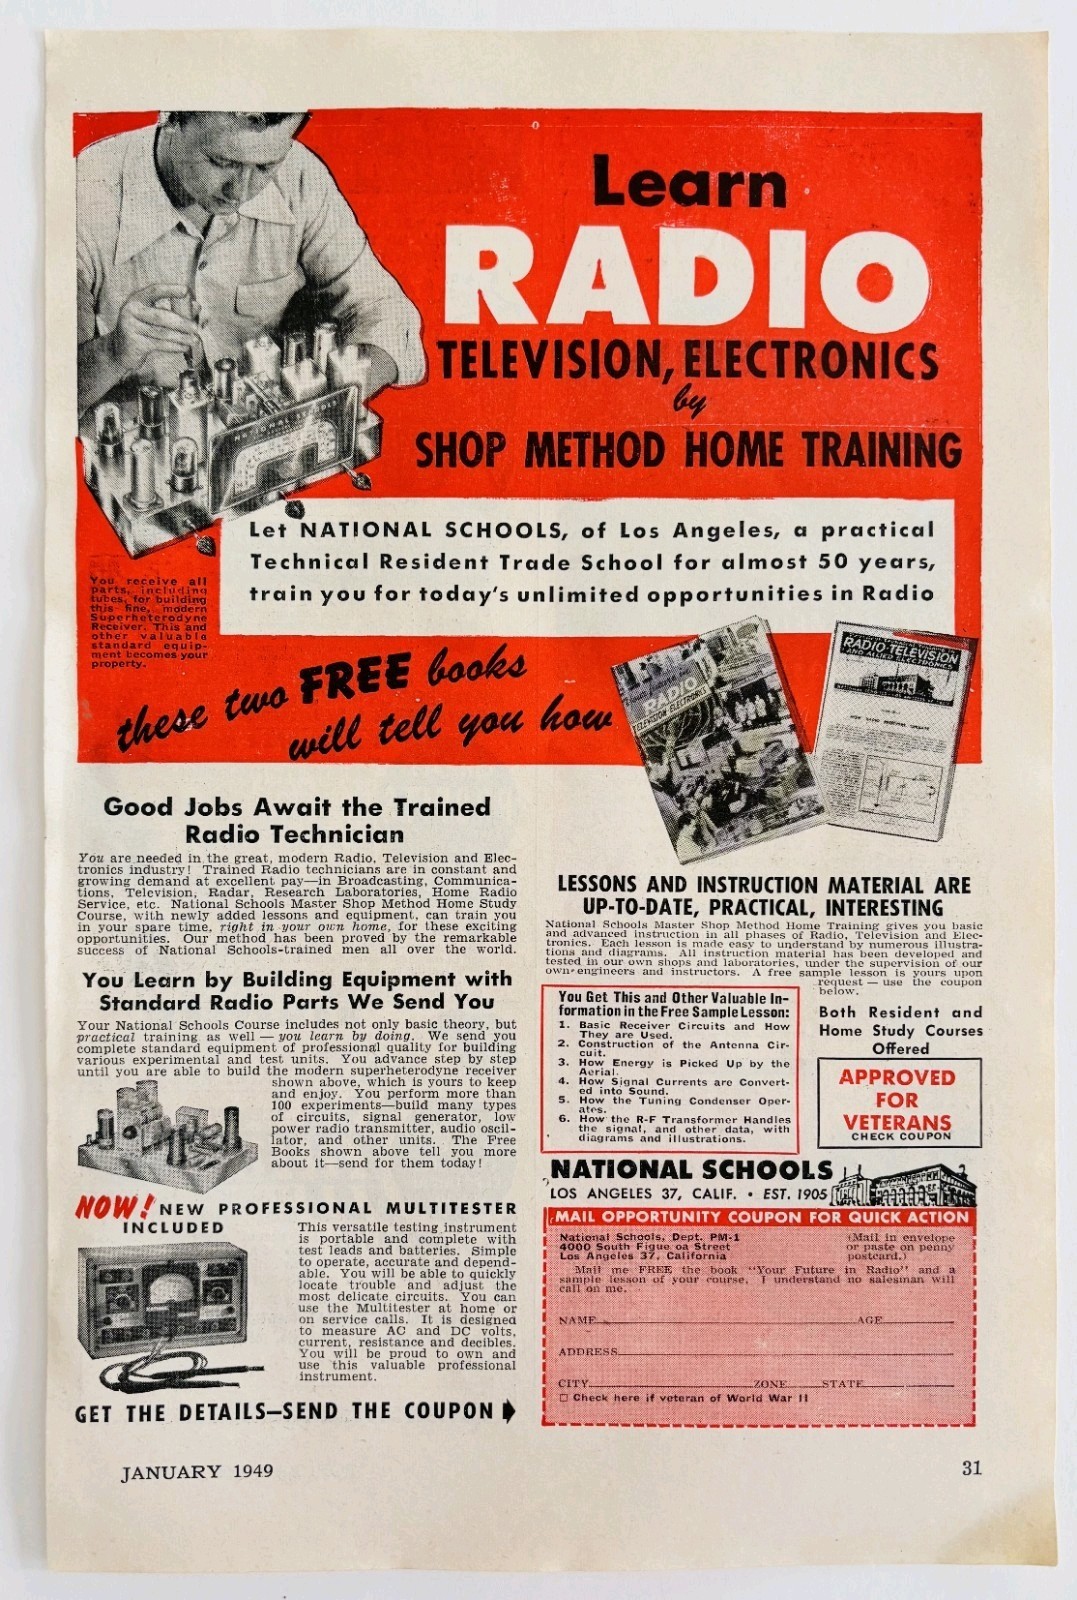 Learn
RADIO
TELEVISION, ELECTRONICS
by
SHOP METHOD HOME TRAINING
Let NATIONAL SCHOOLS, of Los Angeles, a practical
Technical Resident Trade School for almost 50 years,
train you for today's unlimited opportunities in Radio
You receive all
parts, including
tubes, for building
this fine, modern
Superheterodyne
Receiver. This and
other valuable
standard equip-
ment becomes your
property.
these two FREE books
will tell you how
RADIO
TELEVISION ELECTRONICS
RADIO-TELEVISION
AND ALLIED ELECTRONICS
Good Jobs Await the Trained
Radio Technician
You are needed in the great, modern Radio, Television and Elec-
tronics industry! Trained Radio technicians are in constant and
growing demand at excellent pay—in Broadcasting, Communica-
tions, Television, Radar, Research Laboratories, Home Radio
Service, etc. National Schools Master Shop Method Home Study
Course, with newly added lessons and equipment, can train you
in your spare time, right in your own home, for these exciting
opportunities. Our method has been proved by the remarkable
success of National Schools-trained men all over the world.
You Learn by Building Equipment with
Standard Radio Parts We Send You
Your National Schools Course includes not only basic theory, but
practical training as well — you learn by doing. We send you
complete standard equipment of professional quality for building
various experimental and test units. You advance step by step
until you are able to build the modern superheterodyne receiver
shown above, which is yours to keep
and enjoy. You perform more than
100 experiments—build many types
of circuits, signal generator, low
power radio transmitter, audio oscil-
lator, and other units. The Free
Books shown above tell you more
about it—send for them today!
NOW! NEW PROFESSIONAL MULTITESTER
INCLUDED
This versatile testing instrument
is portable and complete with
test leads and batteries. Simple
to operate, accurate and depend-
able. You will be able to quickly
locate trouble and adjust the
most delicate circuits. You can
use the Multitester at home or
on service calls. It is designed
to measure AC and DC volts,
current, resistance and decibles.
You will be proud to own and
use this valuable professional
instrument.
GET THE DETAILS—SEND THE COUPON
LESSONS AND INSTRUCTION MATERIAL ARE
UP-TO-DATE, PRACTICAL, INTERESTING
National Schools Master Shop Method Home Training gives you basic
and advanced instruction in all phases of Radio, Television and Elec-
tronics. Each lesson is made easy to understand by numerous illustra-
tions and diagrams. All instruction material has been developed and
tested in our own shops and laboratories, under the supervision of our
own engineers and instructors. A free sample lesson is yours upon
request — use the coupon
below.
You Get This and Other Valuable In-
formation in the Free Sample Lesson:
1. Basic Receiver Circuits and How
They are Used.
2. Construction of the Antenna Cir-
cuit.
3. How Energy is Picked Up by the
Aerial.
4. How Signal Currents are Convert-
ed into Sound.
5. How the Tuning Condenser Oper-
ates.
6. How the R-F Transformer Handles
the signal, and other data, with
diagrams and illustrations.
Both Resident and
Home Study Courses
Offered
APPROVED
FOR
VETERANS
CHECK COUPON
NATIONAL SCHOOLS
LOS ANGELES 37, CALIF. • EST. 1905
MAIL OPPORTUNITY COUPON FOR QUICK ACTION
National Schools, Dept. PM-1
4000 South Figue oa Street
Los Angeles 37, California
(Mail in envelope
or paste on penny
postcard.)
Mail me FREE the book "Your Future in Radio" and a
sample lesson of your course. I understand no salesman will
call on me.
NAME AGE
ADDRESS
CITY ZONE STATE
□ Check here if veteran of World War II
JANUARY 1949
31